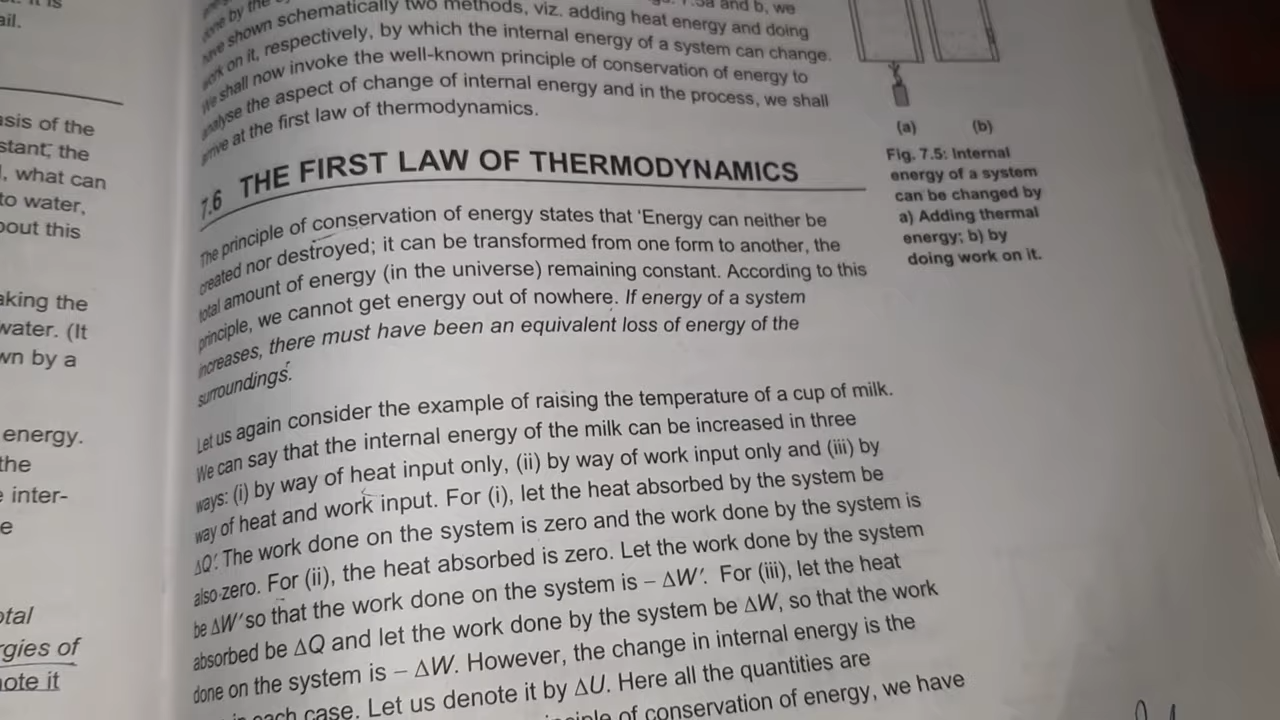 ail.
asis of the
stant, the
, what can
to water,
bout this
aking the
water. (It
wn by a
energy.
the
inter-
e
otal
rgies of
note it
done by the
have shown schematically two methods, viz. adding heat energy and doing
work on it, respectively, by which the internal energy of a system can change.
We shall now invoke the well-known principle of conservation of energy to
analyse the aspect of change of internal energy and in the process, we shall
arrive at the first law of thermodynamics.
7.6 THE FIRST LAW OF THERMODYNAMICS
The principle of conservation of energy states that 'Energy can neither be
created nor destroyed; it can be transformed from one form to another, the
total amount of energy (in the universe) remaining constant. According to this
principle, we cannot get energy out of nowhere. If energy of a system
increases, there must have been an equivalent loss of energy of the
surroundings'.
Let us again consider the example of raising the temperature of a cup of milk.
We can say that the internal energy of the milk can be increased in three
ways: (i) by way of heat input only, (ii) by way of work input only and (iii) by
way of heat and work input. For (i), let the heat absorbed by the system be
ΔQ'. The work done on the system is zero and the work done by the system is
also zero. For (ii), the heat absorbed is zero. Let the work done by the system
be ΔW' so that the work done on the system is – ΔW'. For (iii), let the heat
absorbed be ΔQ and let the work done by the system be ΔW, so that the work
done on the system is – ΔW. However, the change in internal energy is the
in each case. Let us denote it by ΔU. Here all the quantities are
of conservation of energy, we have
(a) (b)
Fig. 7.5: Internal
energy of a system
can be changed by
a) Adding thermal
energy; b) by
doing work on it.